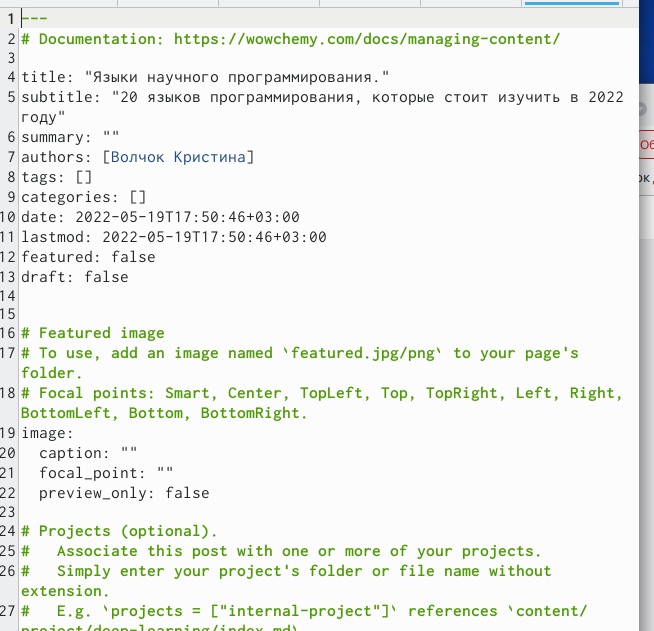 1 ---
2 # Documentation: https://wowchemy.com/docs/managing-content/
3
4 title: "Языки научного программирования."
5 subtitle: "20 языков программирования, которые стоит изучить в 2022
году"
6 summary: ""
7 authors: [Волчок Кристина]
8 tags: []
9 categories: []
10 date: 2022-05-19T17:50:46+03:00
11 lastmod: 2022-05-19T17:50:46+03:00
12 featured: false
13 draft: false
14
15
16 # Featured image
17 # To use, add an image named `featured.jpg/png` to your page's
folder.
18 # Focal points: Smart, Center, TopLeft, Top, TopRight, Left, Right,
BottomLeft, Bottom, BottomRight.
19 image:
20   caption: ""
21   focal_point: ""
22   preview_only: false
23
24 # Projects (optional).
25 #   Associate this post with one or more of your projects.
26 #   Simply enter your project's folder or file name without
extension.
27 #   E.g. `projects = ["internal-project"]` references `content/
project/deep-learning/index.md`